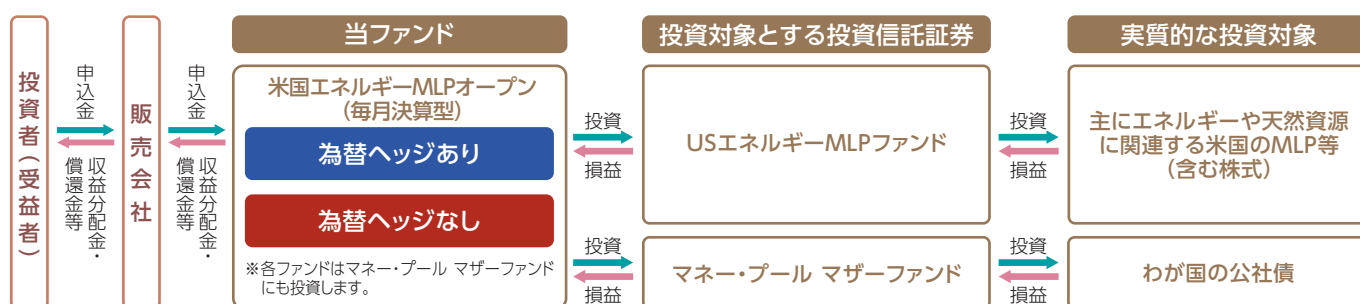 投資者（受益者）
申込金
収益分配金・
償還金等
販売会社
申込金
収益分配金・
償還金等
当ファンド
米国エネルギーMLPオープン
（毎月決算型）
為替ヘッジあり
為替ヘッジなし
※各ファンドはマネー・プール マザーファンド
にも投資します。
投資
損益
投資
損益
投資対象とする投資信託証券
USエネルギーMLPファンド
マネー・プール マザーファンド
投資
損益
投資
損益
実質的な投資対象
主にエネルギーや天然資源
に関連する米国のMLP等
（含む株式）
わが国の公社債